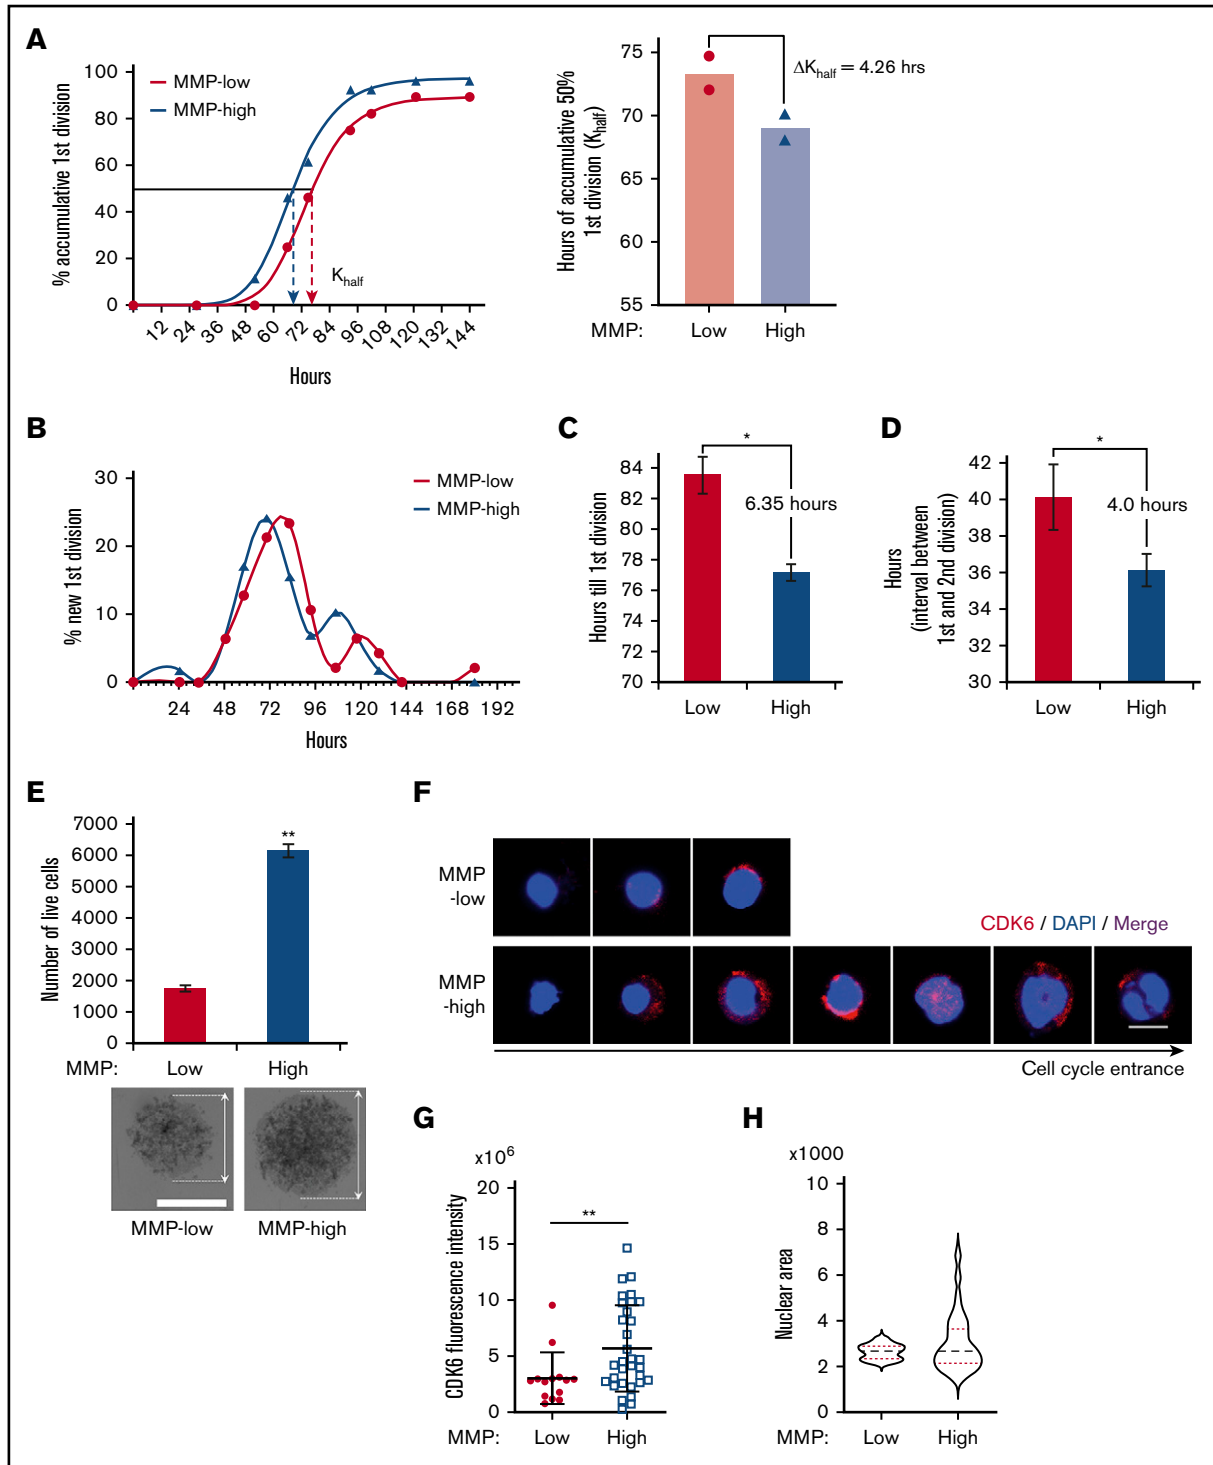 A
% accumulative 1st division
100
80
60
40
20
0
MMP-low
MMP-high
K half
12 24 36 48 60 72 84 96 108 120 132 144
Hours
Hours of accumulative 50%
1st division (K half)
75
70
65
60
55
ΔK half = 4.26 hrs
MMP: Low High
B
% new 1st division
30
20
10
0
MMP-low
MMP-high
24 48 72 96 120 144 168 192
Hours
C
Hours till 1st division
84
82
80
78
76
74
72
70
*
6.35 hours
Low High
D
Hours
(interval between
1st and 2nd division)
42
40
38
36
34
32
30
*
4.0 hours
Low High
E
Number of live cells
7000
6000
5000
4000
3000
2000
1000
0
**
MMP: Low High
MMP-low MMP-high
F
MMP
-low
CDK6 / DAPI / Merge
MMP
-high
Cell cycle entrance
G
x10⁶
CDK6 fluorescence intensity
20
15
10
5
0
**
MMP: Low High
H
x1000
Nuclear area
10
8
6
4
2
0
MMP: Low High